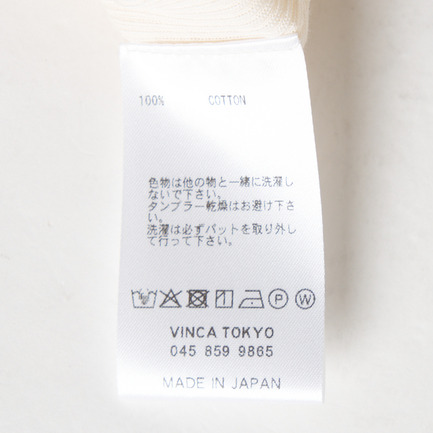 100% COTTON
色物は他の物と一緒に洗濯し
ないで下さい。
タンブラー乾燥はお避け下さ
い。
洗濯は必ずパットを取り外し
て行って下さい。
P W
VINCA TOKYO
045 859 9865
MADE IN JAPAN